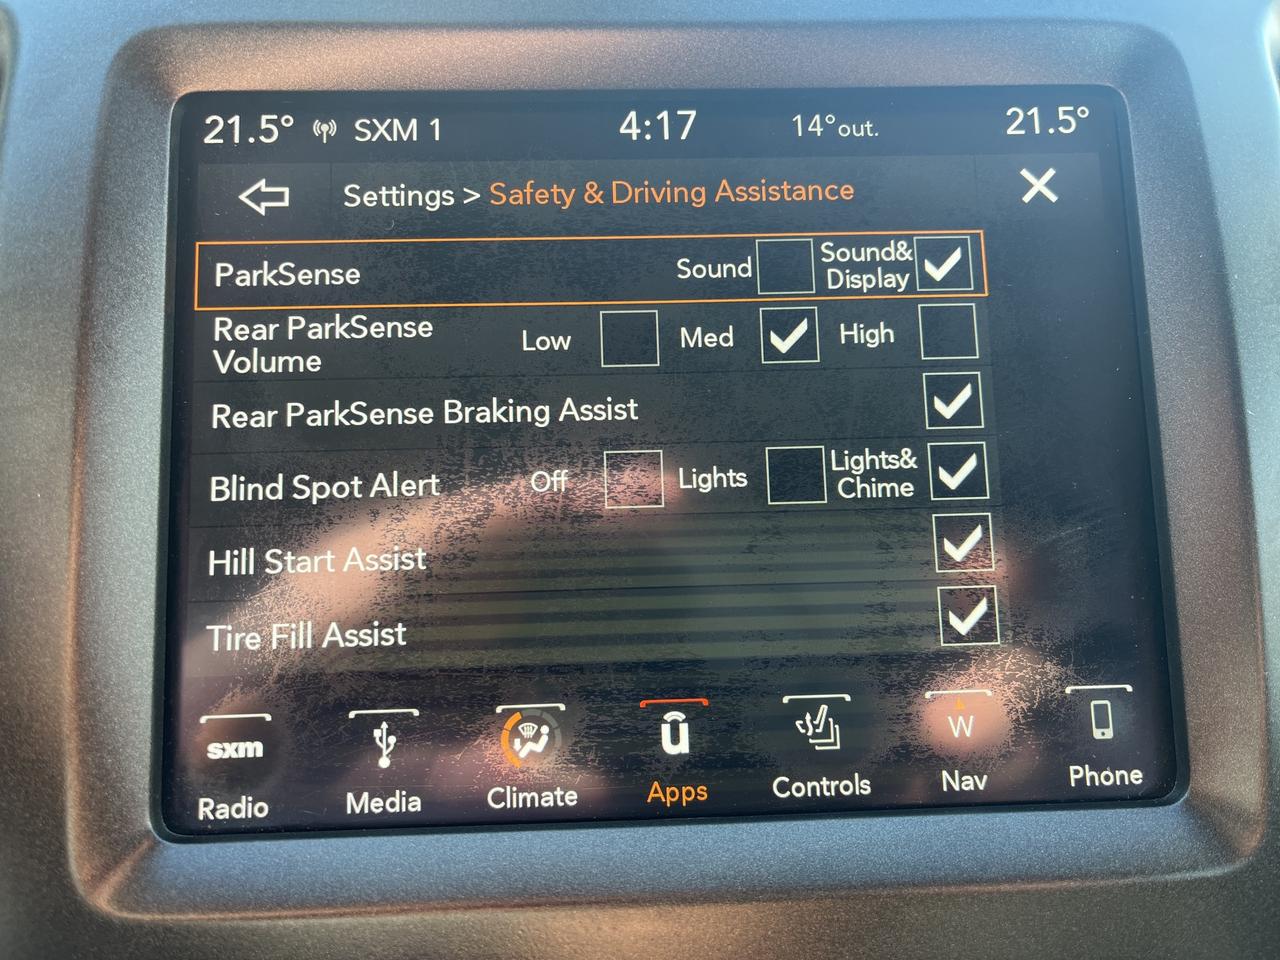 21.5° SXM 1 4:17 14°out. 21.5°
Settings > Safety & Driving Assistance
ParkSense Sound Sound& Display
Rear ParkSense Volume Low Med High
Rear ParkSense Braking Assist
Blind Spot Alert Off Lights Lights& Chime
Hill Start Assist
Tire Fill Assist
sxm ū W
Radio Media Climate Apps Controls Nav Phone